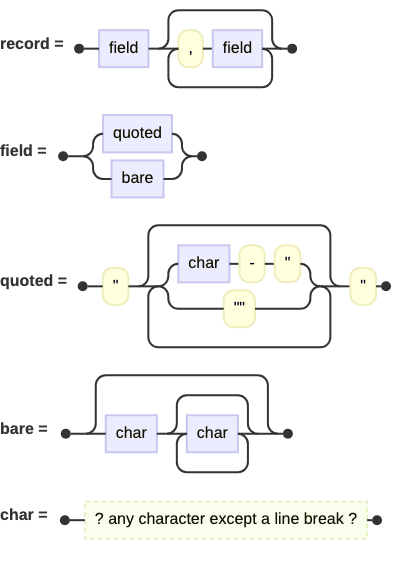 record = field , field
field = quoted
bare
quoted = " char - " "
""
bare = char char
char = ? any character except a line break ?